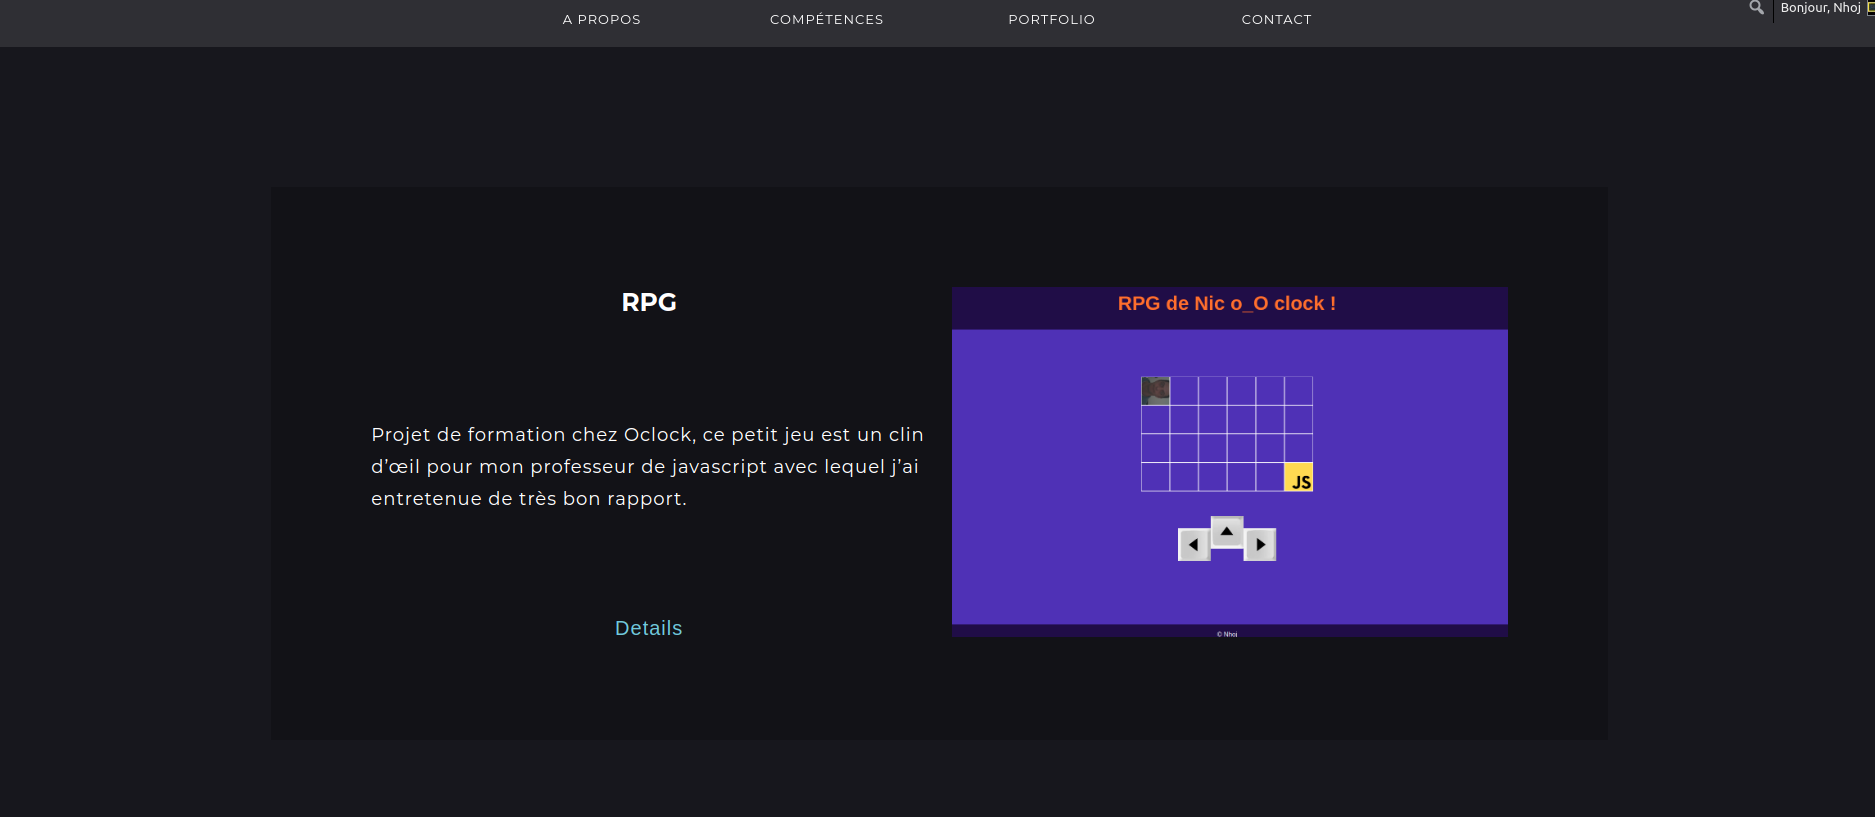 A PROPOS
COMPÉTENCES
PORTFOLIO
CONTACT
Bonjour, Nhoj
RPG
Projet de formation chez Oclock, ce petit jeu est un clin
d’œil pour mon professeur de javascript avec lequel j’ai
entretenue de très bon rapport.
Details
RPG de Nic o_O clock !
JS
© Nhoj